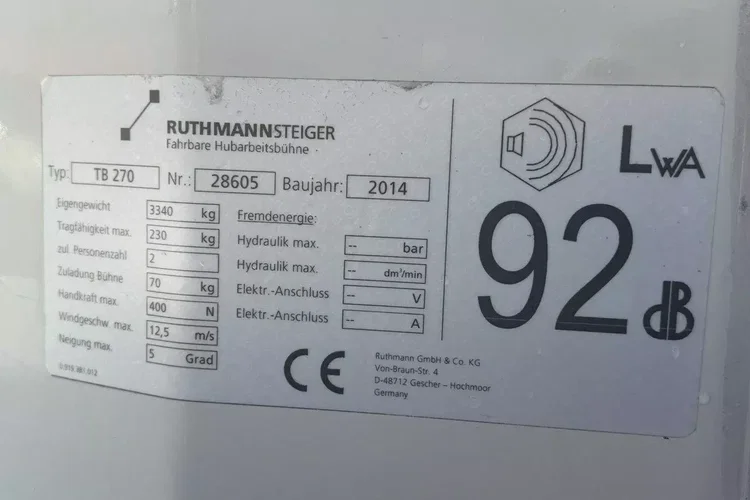 RUTHMANNSTEIGER
Fahrbare Hubarbeitsbühne
Typ: TB 270 Nr.: 28605 Baujahr: 2014
Eigengewicht 3340 kg
Tragfähigkeit max. 230 kg
zul. Personenzahl 2
Zuladung Bühne 70 kg
Handkraft max. 400 N
Windgeschw. max. 12,5 m/s
Neigung max. 5 Grad
Fremdenergie:
Hydraulik max. -- bar
Hydraulik max. -- dm³/min
Elektr.-Anschluss -- V
Elektr.-Anschluss -- A
CE
Ruthmann GmbH & Co. KG
Von-Braun-Str. 4
D-48712 Gescher - Hochmoor
Germany
LWA
92 dB